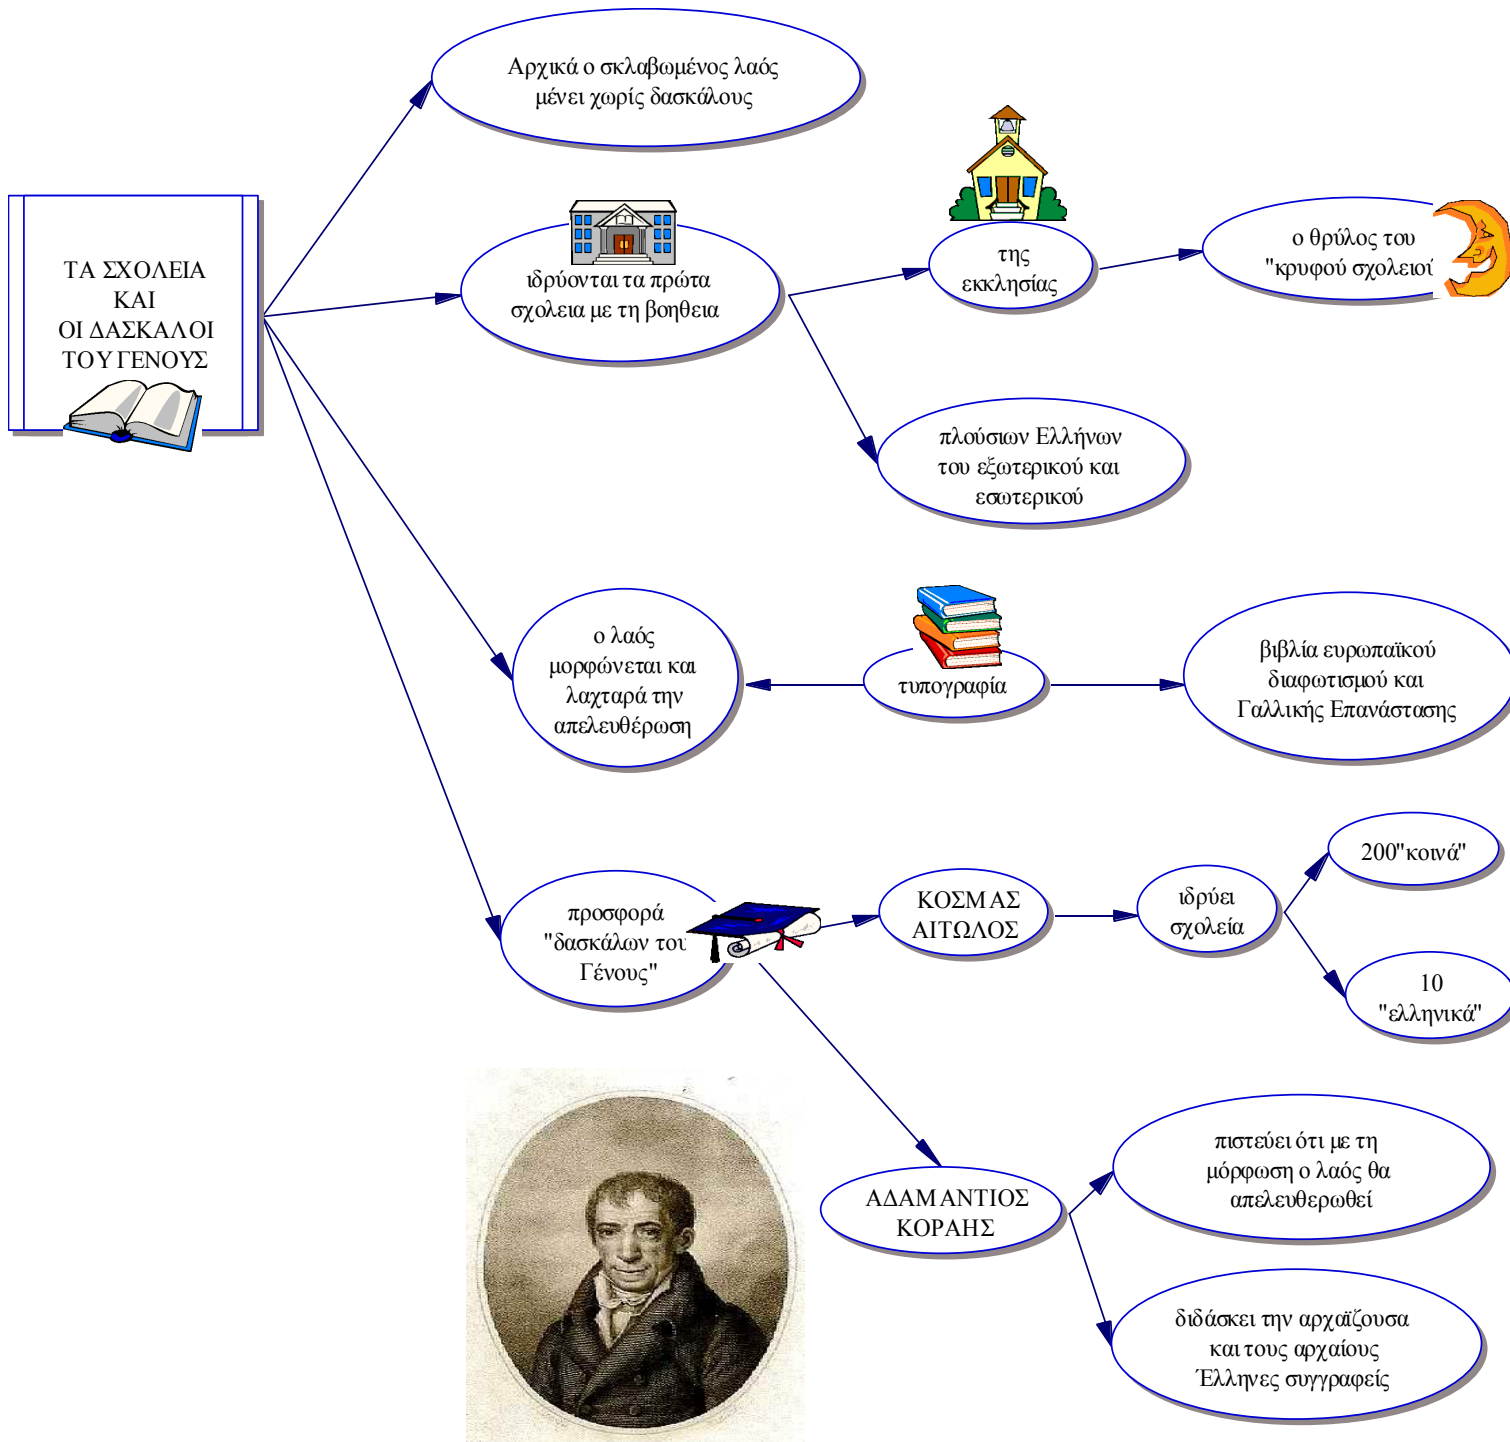 ΤΑ ΣΧΟΛΕΙΑ
ΚΑΙ
ΟΙ ΔΑΣΚΑΛΟΙ
ΤΟΥ ΓΕΝΟΥΣ
Αρχικά ο σκλαβωμένος λαός
μένει χωρίς δασκάλους
ιδρύονται τα πρώτα
σχολεια με τη βοηθεια
της
εκκλησίας
ο θρύλος του
"κρυφού σχολειού
πλούσιων Ελλήνων
του εξωτερικού και
εσωτερικού
ο λαός
μορφώνεται και
λαχταρά την
απελευθέρωση
τυπογραφία
βιβλία ευρωπαϊκού
διαφωτισμού και
Γαλλικής Επανάστασης
προσφορά
"δασκάλων του
Γένους"
ΚΟΣΜΑΣ
ΑΙΤΩΛΟΣ
ιδρύει
σχολεία
200"κοινά"
10
"ελληνικά"
ΑΔΑΜΑΝΤΙΟΣ
ΚΟΡΑΗΣ
πιστεύει ότι με τη
μόρφωση ο λαός θα
απελευθερωθεί
διδάσκει την αρχαϊζουσα
και τους αρχαίους
Έλληνες συγγραφείς